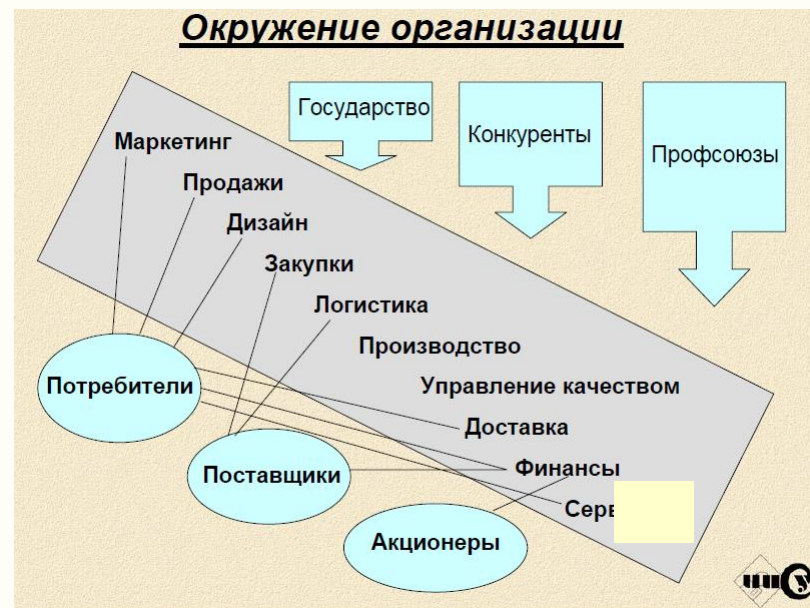 Окружение организации
Государство
Конкуренты
Профсоюзы
Маркетинг
Продажи
Дизайн
Закупки
Логистика
Производство
Управление качеством
Доставка
Финансы
Потребители
Поставщики
Акционеры